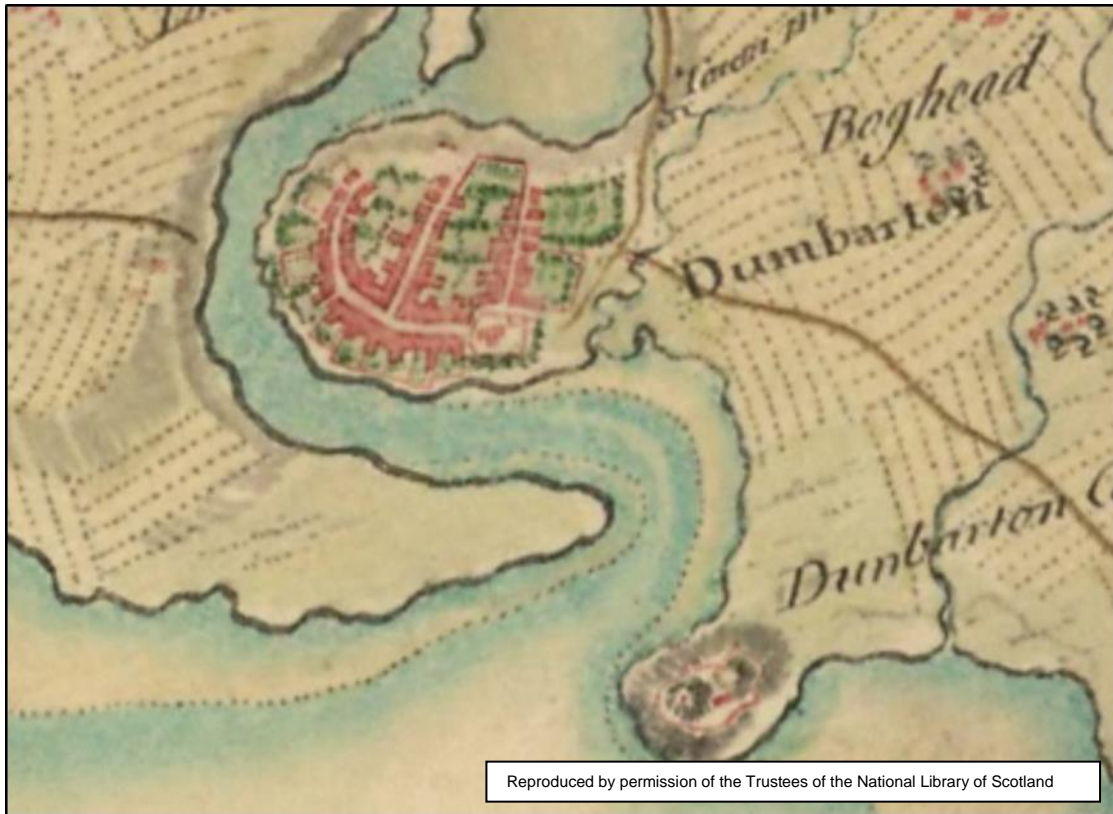 Boghead
Dumbarton
Dunbarton C
Reproduced by permission of the Trustees of the National Library of Scotland